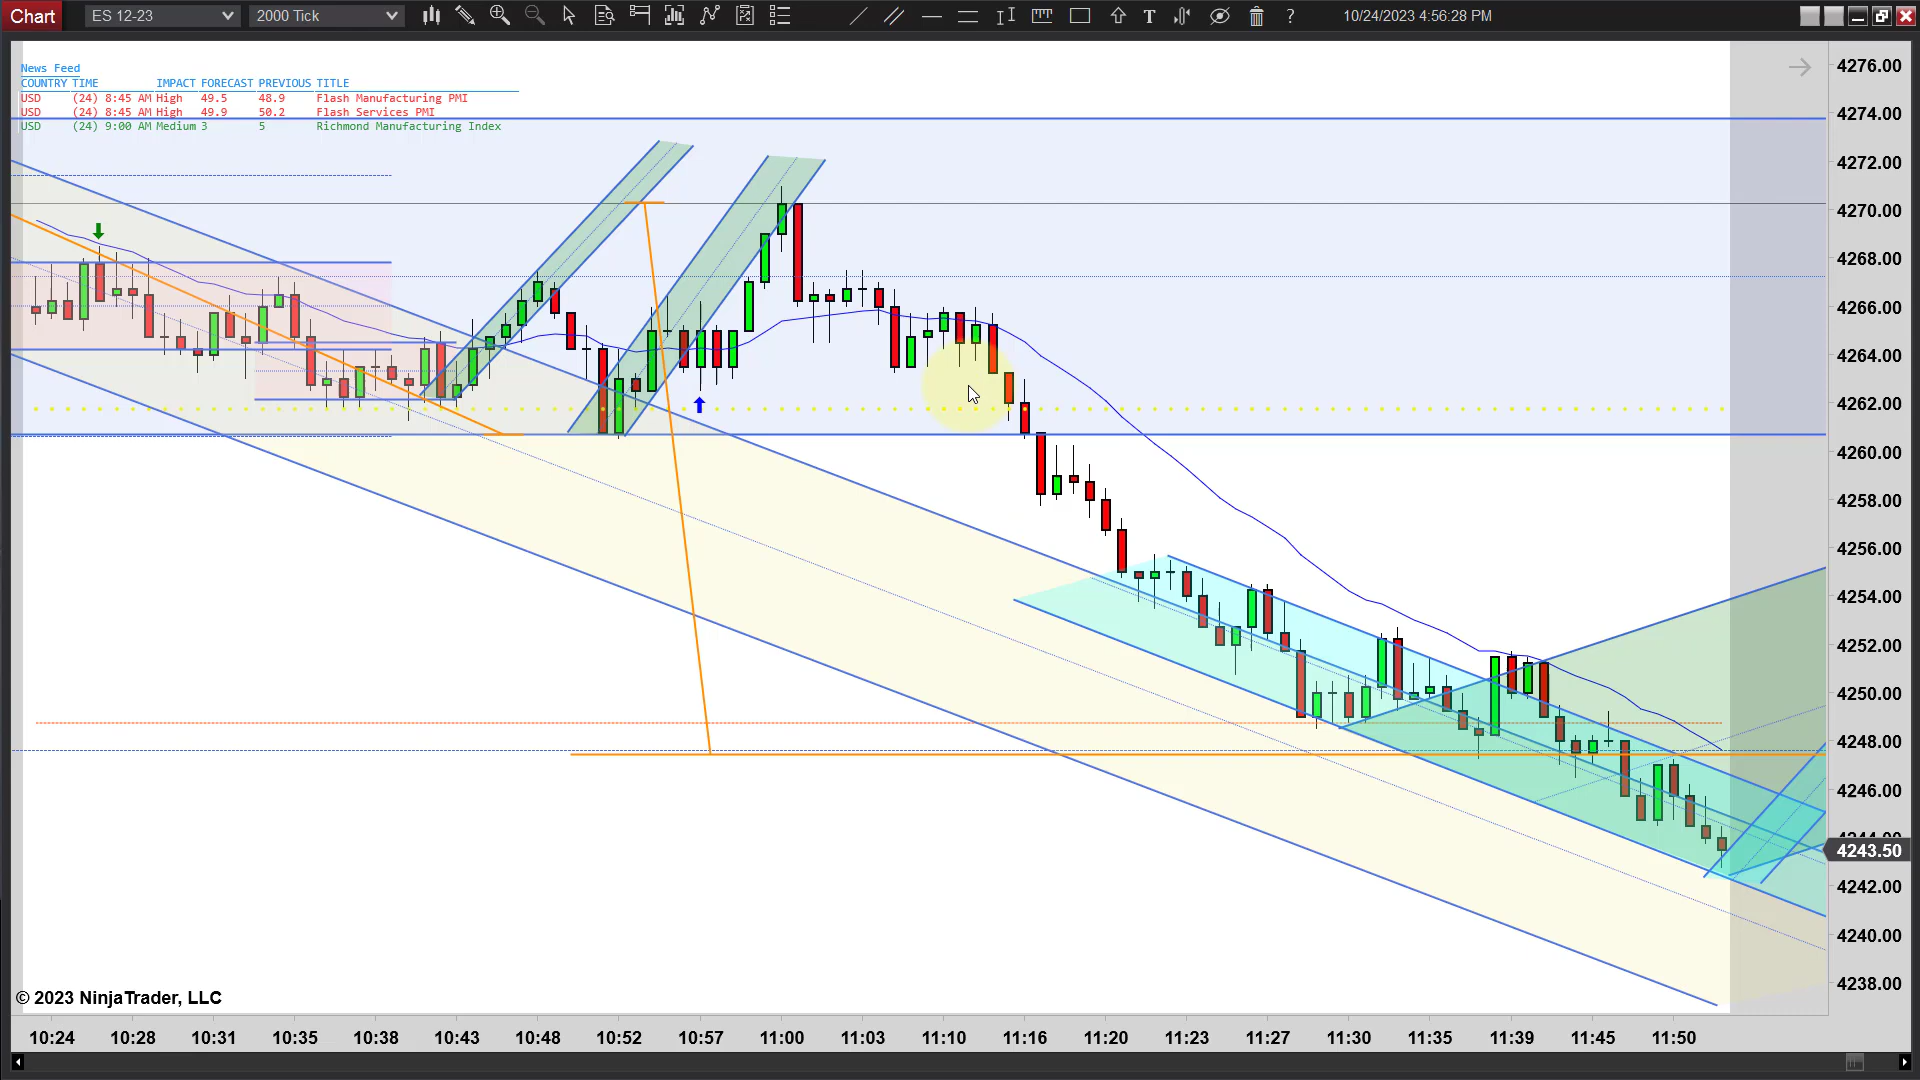 Chart ES 12-23 2000 Tick T ? 10/24/2023 4:56:28 PM
News Feed
COUNTRY TIME IMPACT FORECAST PREVIOUS TITLE
USD (24) 8:45 AM High 49.5 48.9 Flash Manufacturing PMI
USD (24) 8:45 AM High 49.9 50.2 Flash Services PMI
USD (24) 9:00 AM Medium 3 5 Richmond Manufacturing Index
4276.00
4274.00
4272.00
4270.00
4268.00
4266.00
4264.00
4262.00
4260.00
4258.00
4256.00
4254.00
4252.00
4250.00
4248.00
4246.00
4243.50
4242.00
4240.00
4238.00
© 2023 NinjaTrader, LLC
10:24 10:28 10:31 10:35 10:38 10:43 10:48 10:52 10:57 11:00 11:03 11:10 11:16 11:20 11:23 11:27 11:30 11:35 11:39 11:45 11:50